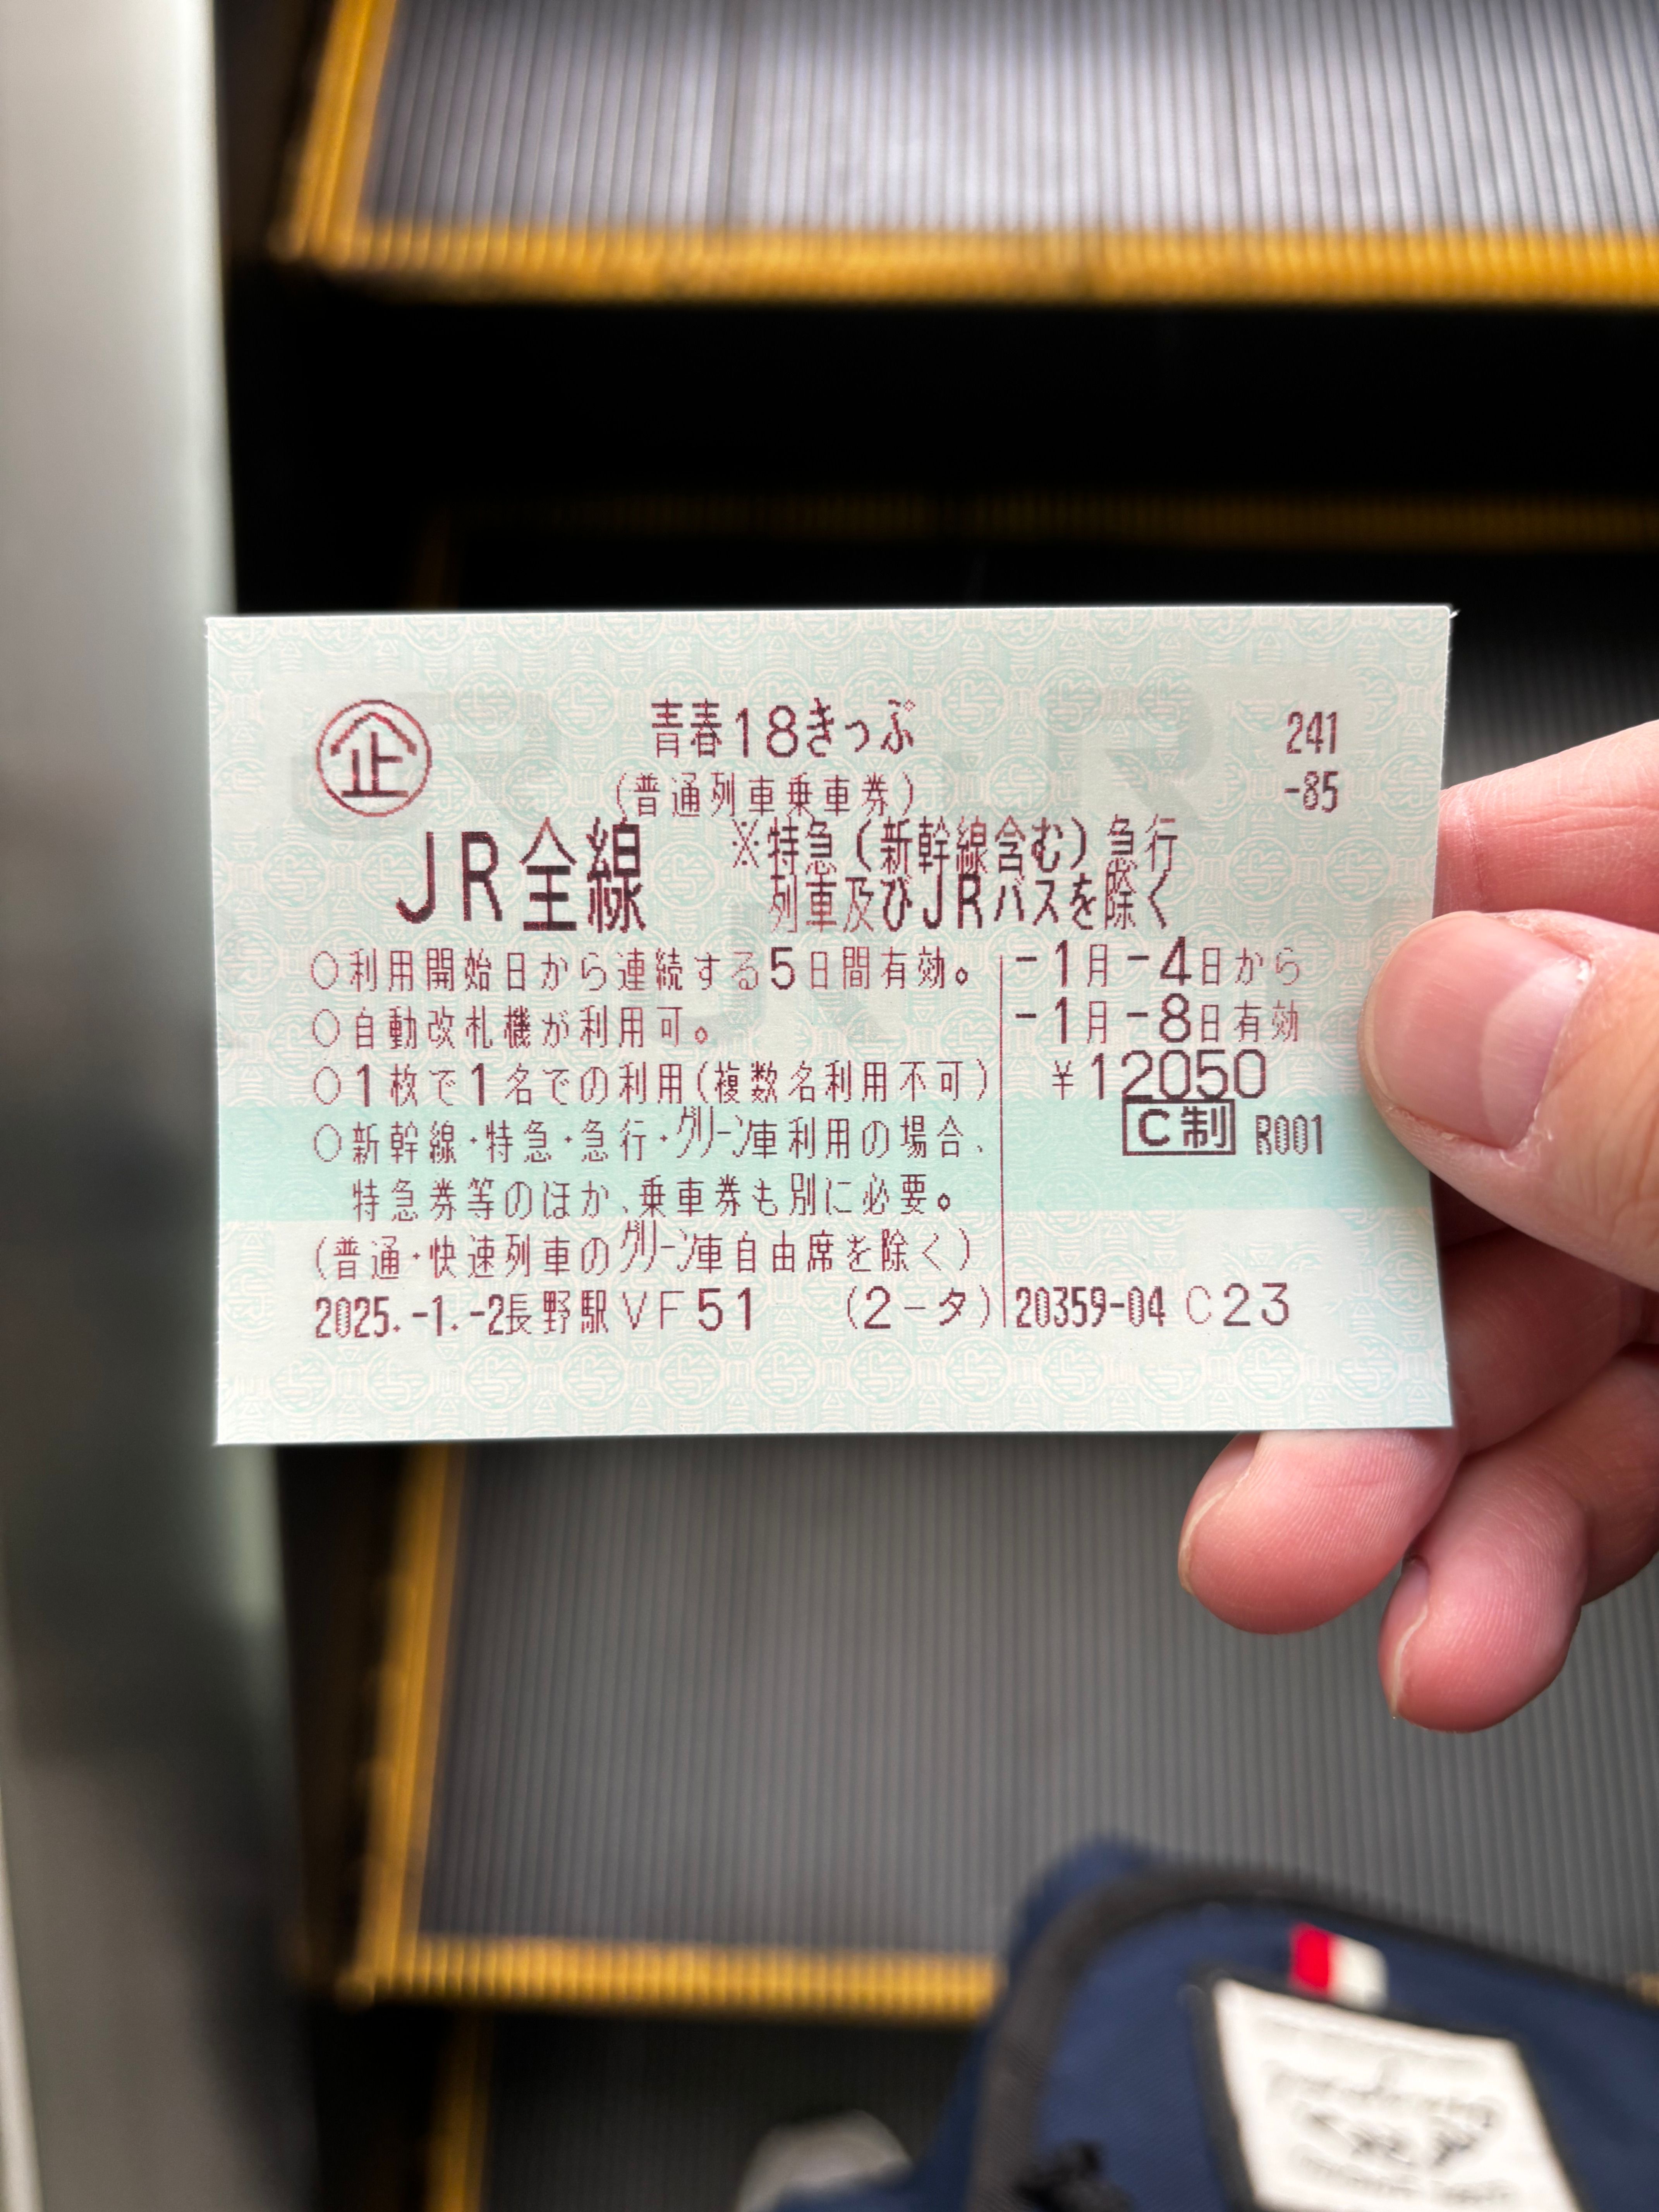 企
青春18きっぷ
241
-85
(普通列車乗車券)
JR全線
※特急(新幹線含む)急行
列車及びJRバスを除く
○利用開始日から連続する5日間有効。
○自動改札機が利用可。
○1枚で1名での利用(複数名利用不可)
○新幹線・特急・急行・グリーン車利用の場合、
特急券等のほか、乗車券も別に必要。
(普通・快速列車のグリーン車自由席を除く)
-1月-4日から
-1月-8日有効
¥12050
C制 R001
2025.-1.-2長野駅VF51 (2-タ) 20359-04 C23